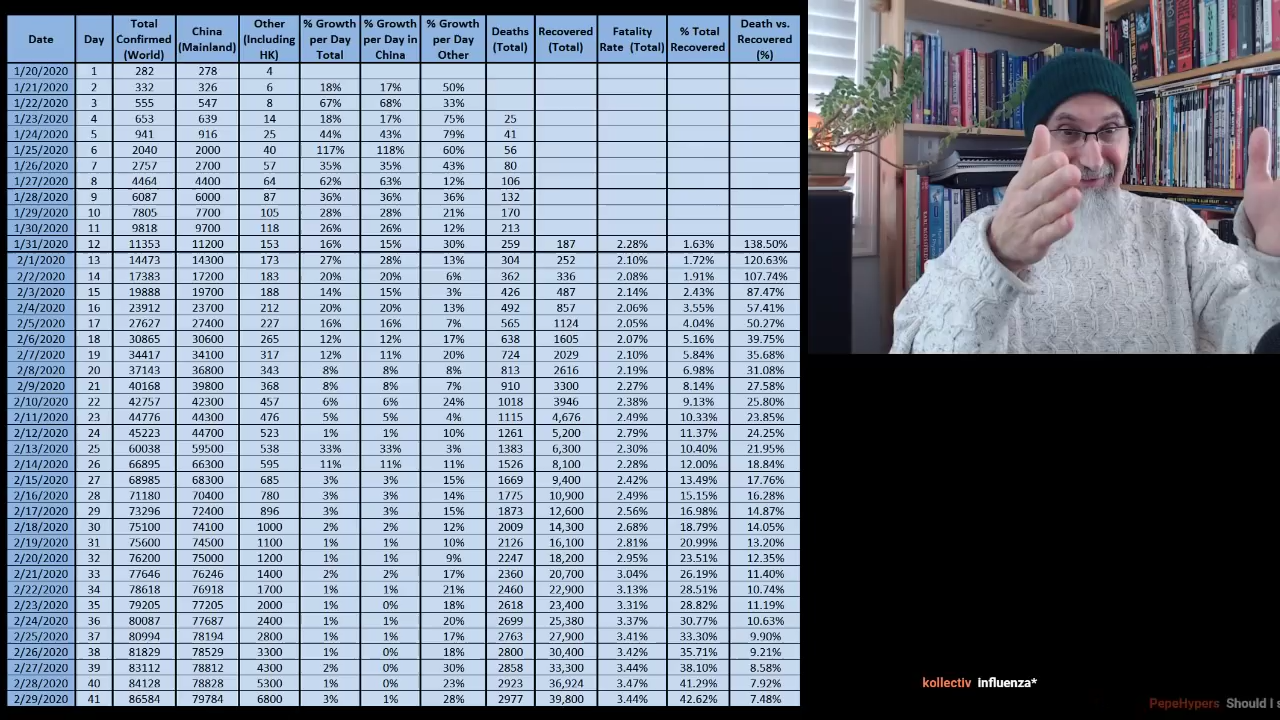 Date Day Total Confirmed (World) China (Mainland) Other (Including HK) % Growth per Day Total % Growth per Day in China % Growth per Day Other Deaths (Total) Recovered (Total) Fatality Rate (Total) % Total Recovered Death vs. Recovered (%)
1/20/2020 1 282 278 4
1/21/2020 2 332 326 6 18% 17% 50%
1/22/2020 3 555 547 8 67% 68% 33%
1/23/2020 4 653 639 14 18% 17% 75% 25
1/24/2020 5 941 916 25 44% 43% 79% 41
1/25/2020 6 2040 2000 40 117% 118% 60% 56
1/26/2020 7 2757 2700 57 35% 35% 43% 80
1/27/2020 8 4464 4400 64 62% 63% 12% 106
1/28/2020 9 6087 6000 87 36% 36% 36% 132
1/29/2020 10 7805 7700 105 28% 28% 21% 170
1/30/2020 11 9818 9700 118 26% 26% 12% 213
1/31/2020 12 11353 11200 153 16% 15% 30% 259 187 2.28% 1.63% 138.50%
2/1/2020 13 14473 14300 173 27% 28% 13% 304 252 2.10% 1.72% 120.63%
2/2/2020 14 17383 17200 183 20% 20% 6% 362 336 2.08% 1.91% 107.74%
2/3/2020 15 19888 19700 188 14% 15% 3% 426 487 2.14% 2.43% 87.47%
2/4/2020 16 23912 23700 212 20% 20% 13% 492 857 2.06% 3.55% 57.41%
2/5/2020 17 27627 27400 227 16% 16% 7% 565 1124 2.05% 4.04% 50.27%
2/6/2020 18 30865 30600 265 12% 12% 17% 638 1605 2.07% 5.16% 39.75%
2/7/2020 19 34417 34100 317 12% 11% 20% 724 2029 2.10% 5.84% 35.68%
2/8/2020 20 37143 36800 343 8% 8% 8% 813 2616 2.19% 6.98% 31.08%
2/9/2020 21 40168 39800 368 8% 8% 7% 910 3300 2.27% 8.14% 27.58%
2/10/2020 22 42757 42300 457 6% 6% 24% 1018 3946 2.38% 9.13% 25.80%
2/11/2020 23 44776 44300 476 5% 5% 4% 1115 4,676 2.49% 10.33% 23.85%
2/12/2020 24 45223 44700 523 1% 1% 10% 1261 5,200 2.79% 11.37% 24.25%
2/13/2020 25 60038 59500 538 33% 33% 3% 1383 6,300 2.30% 10.40% 21.95%
2/14/2020 26 66895 66300 595 11% 11% 11% 1526 8,100 2.28% 12.00% 18.84%
2/15/2020 27 68985 68300 685 3% 3% 15% 1669 9,400 2.42% 13.49% 17.76%
2/16/2020 28 71180 70400 780 3% 3% 14% 1775 10,900 2.49% 15.15% 16.28%
2/17/2020 29 73296 72400 896 3% 3% 15% 1873 12,600 2.56% 16.98% 14.87%
2/18/2020 30 75100 74100 1000 2% 2% 12% 2009 14,300 2.68% 18.79% 14.05%
2/19/2020 31 75600 74500 1100 1% 1% 10% 2126 16,100 2.81% 20.99% 13.20%
2/20/2020 32 76200 75000 1200 1% 1% 9% 2247 18,200 2.95% 23.51% 12.35%
2/21/2020 33 77646 76246 1400 2% 2% 17% 2360 20,700 3.04% 26.19% 11.40%
2/22/2020 34 78618 76918 1700 1% 1% 21% 2460 22,900 3.13% 28.51% 10.74%
2/23/2020 35 79205 77205 2000 1% 0% 18% 2618 23,400 3.31% 28.82% 11.19%
2/24/2020 36 80087 77687 2400 1% 1% 20% 2699 25,380 3.37% 30.77% 10.63%
2/25/2020 37 80994 78194 2800 1% 1% 17% 2763 27,900 3.41% 33.30% 9.90%
2/26/2020 38 81829 78529 3300 1% 0% 18% 2800 30,400 3.42% 35.71% 9.21%
2/27/2020 39 83112 78812 4300 2% 0% 30% 2858 33,300 3.44% 38.10% 8.58%
2/28/2020 40 84128 78828 5300 1% 0% 23% 2923 36,924 3.47% 41.29% 7.92%
2/29/2020 41 86584 79784 6800 3% 1% 28% 2977 39,800 3.44% 42.62% 7.48%
kollectiv influenza*
PepeHypers Should I